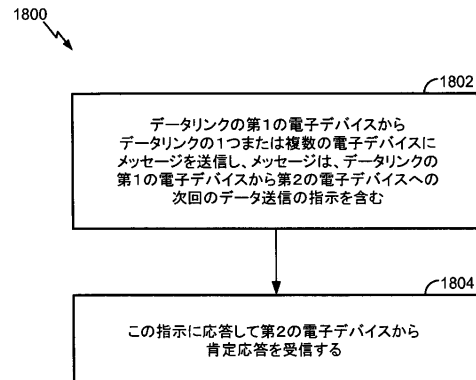 1800
1802
データリンクの第1の電子デバイスから
データリンクの1つまたは複数の電子デバイスに
メッセージを送信し、メッセージは、データリンクの
第1の電子デバイスから第2の電子デバイスへの
次回のデータ送信の指示を含む
1804
この指示に応答して第2の電子デバイスから
肯定応答を受信する